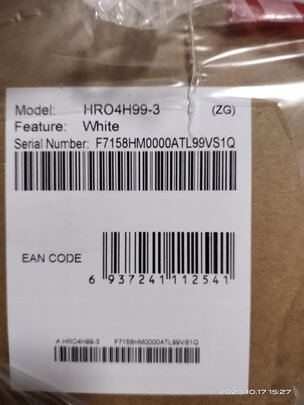 Model: HRO4H99-3 (ZG)
Feature: White
Serial Number: F7158HM0000ATL99VS1Q
EAN CODE
6 937241 112541
A HRO4H99-3 F7158HM0000ATL99VS1Q
2020.10.17 15:27